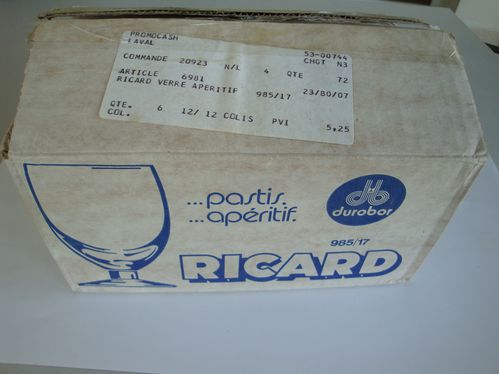 PROMOCASH
LAVAL
53-00744
CHGT N3
COMMANDE 20923 N/L 4 QTE 72
ARTICLE 6981
RICARD VERRE APERITIF 985/17 23/80/07
QTE. 6 12/ 12 COLIS PVI 5,25
COL.
...pastis.
...apéritif.
db
durobor
985/17
RICARD